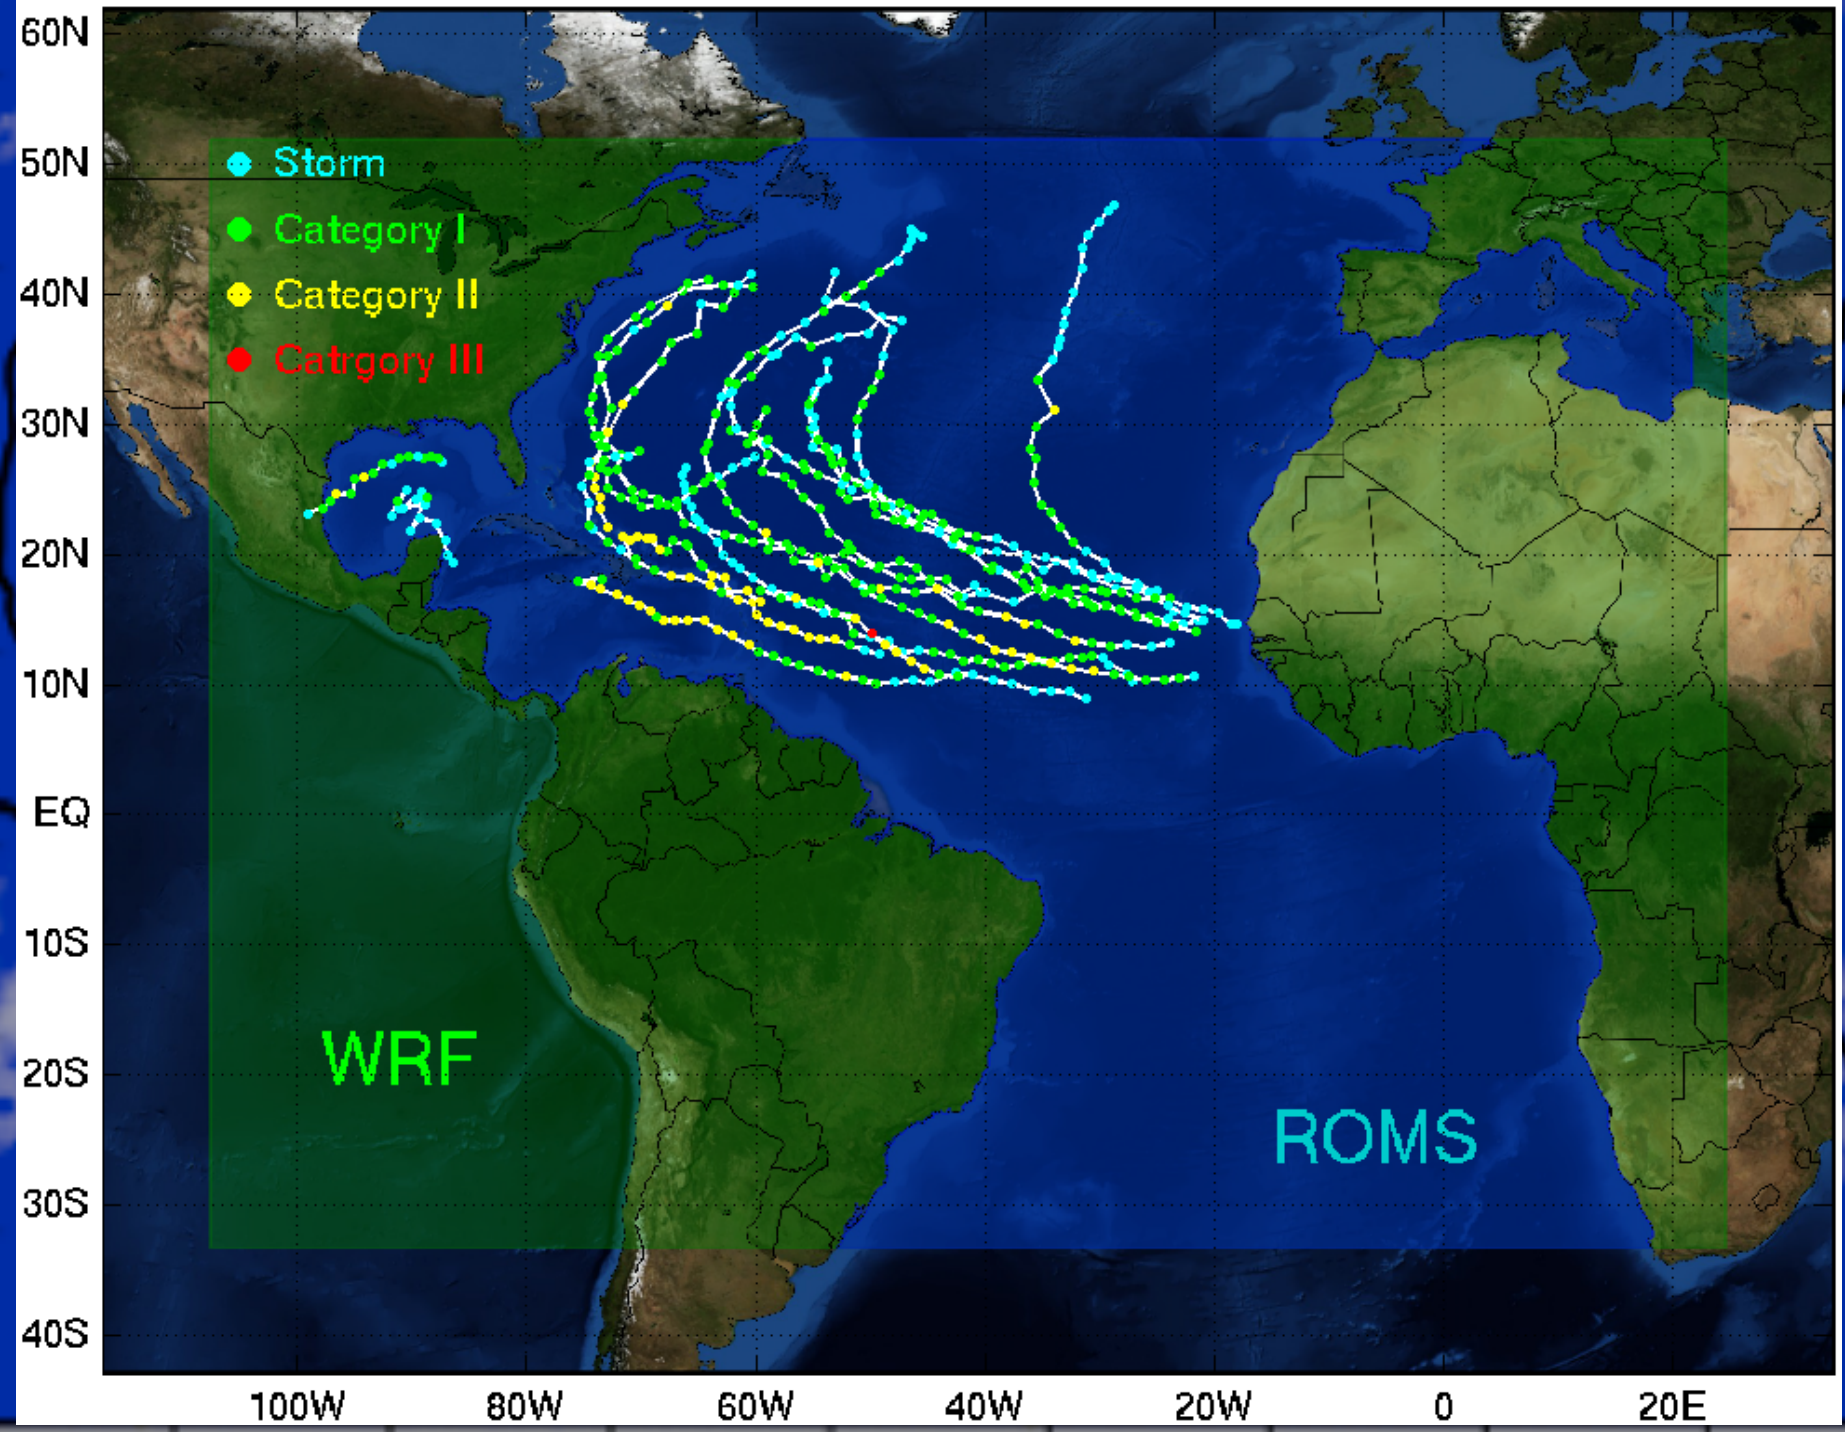 60N
50N
40N
30N
20N
10N
EQ
10S
20S
30S
40S
Storm
Category I
Category II
Catrgory III
WRF
ROMS
100W 80W 60W 40W 20W 0 20E